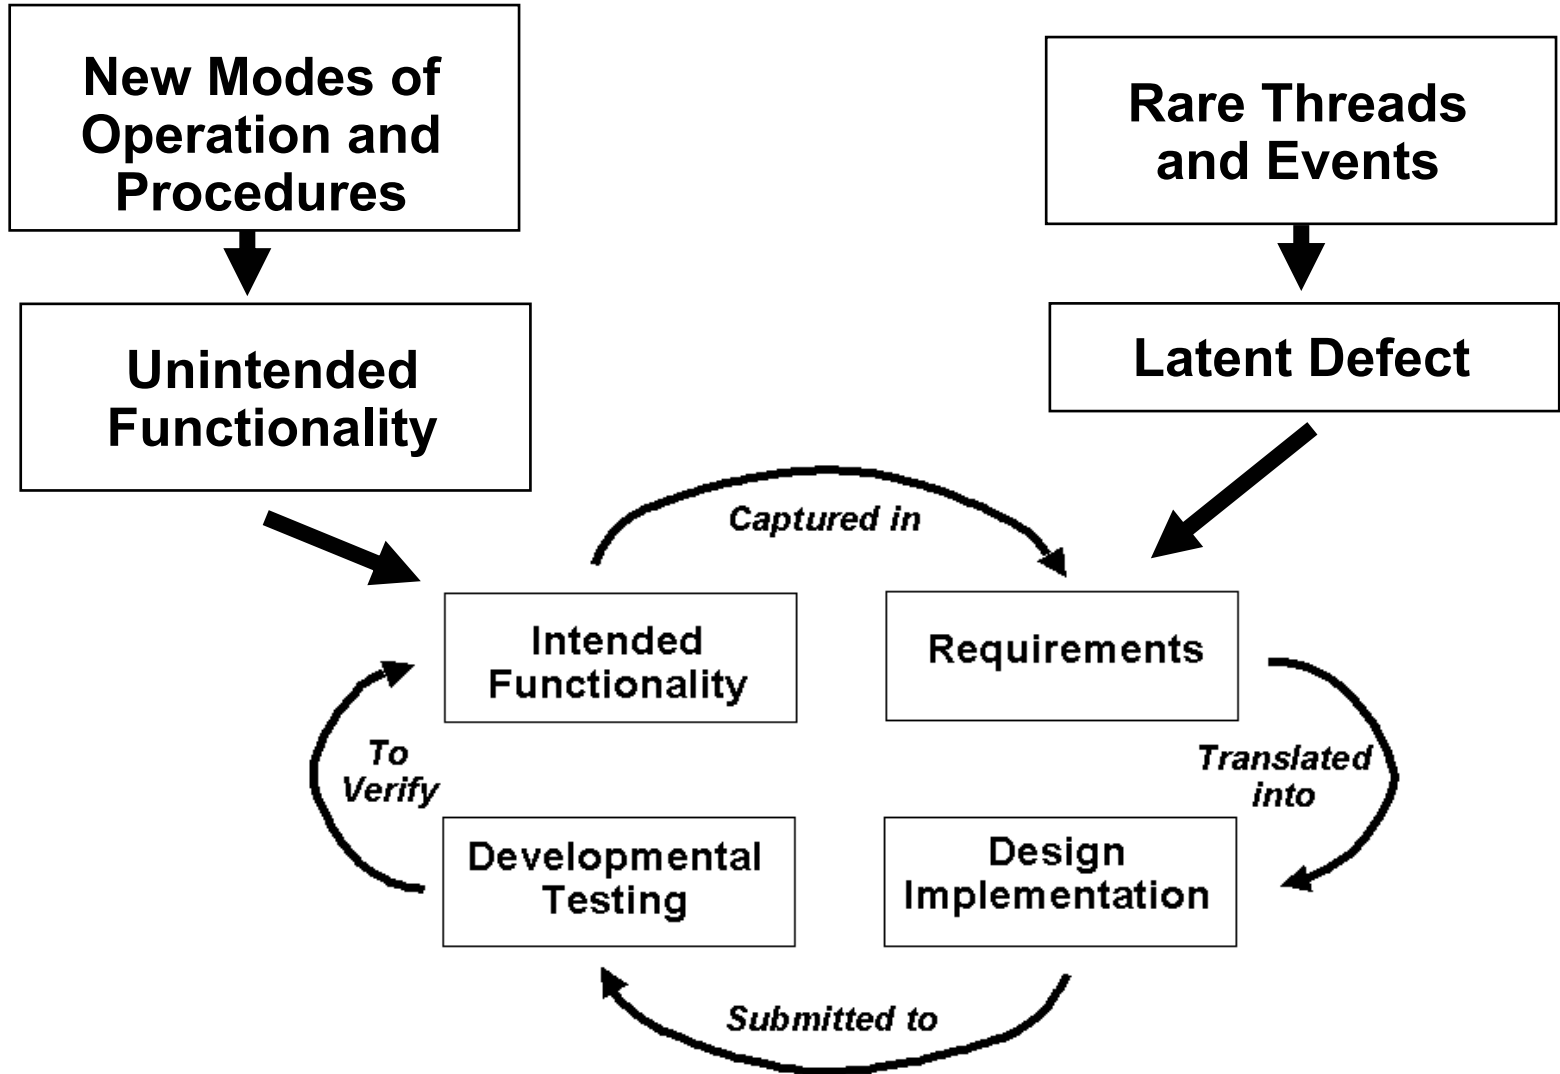 New Modes of
Operation and
Procedures
Rare Threads
and Events
Unintended
Functionality
Latent Defect
Captured in
Intended
Functionality
Requirements
To
Verify
Translated
into
Developmental
Testing
Design
Implementation
Submitted to